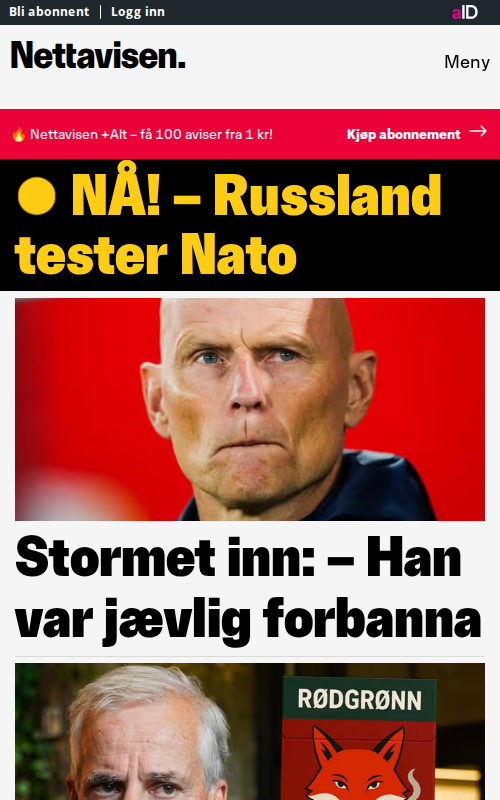 Bli abonnent
Logg inn
aID
Nettavisen.
Meny
🔥 Nettavisen +Alt – få 100 aviser fra 1 kr!
Kjøp abonnement →
NÅ! – Russland
tester Nato
Stormet inn: – Han
var jævlig forbanna
RØDGRØNN